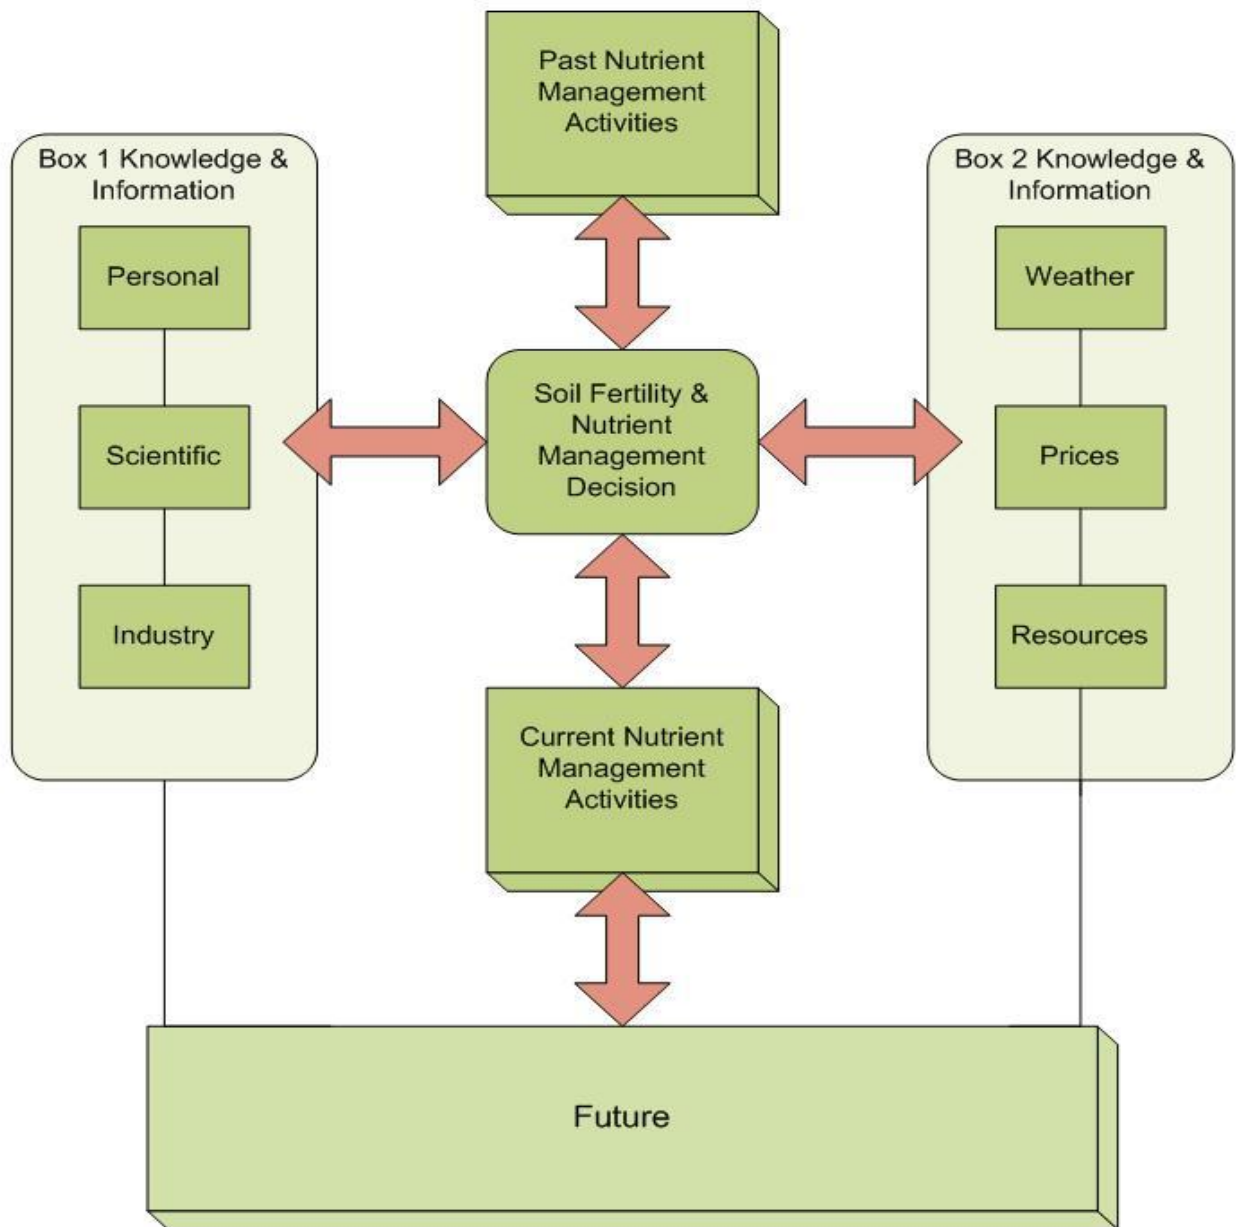 Past Nutrient
Management
Activities
Box 1 Knowledge &
Information
Personal
Scientific
Industry
Soil Fertility &
Nutrient
Management
Decision
Box 2 Knowledge &
Information
Weather
Prices
Resources
Current Nutrient
Management
Activities
Future